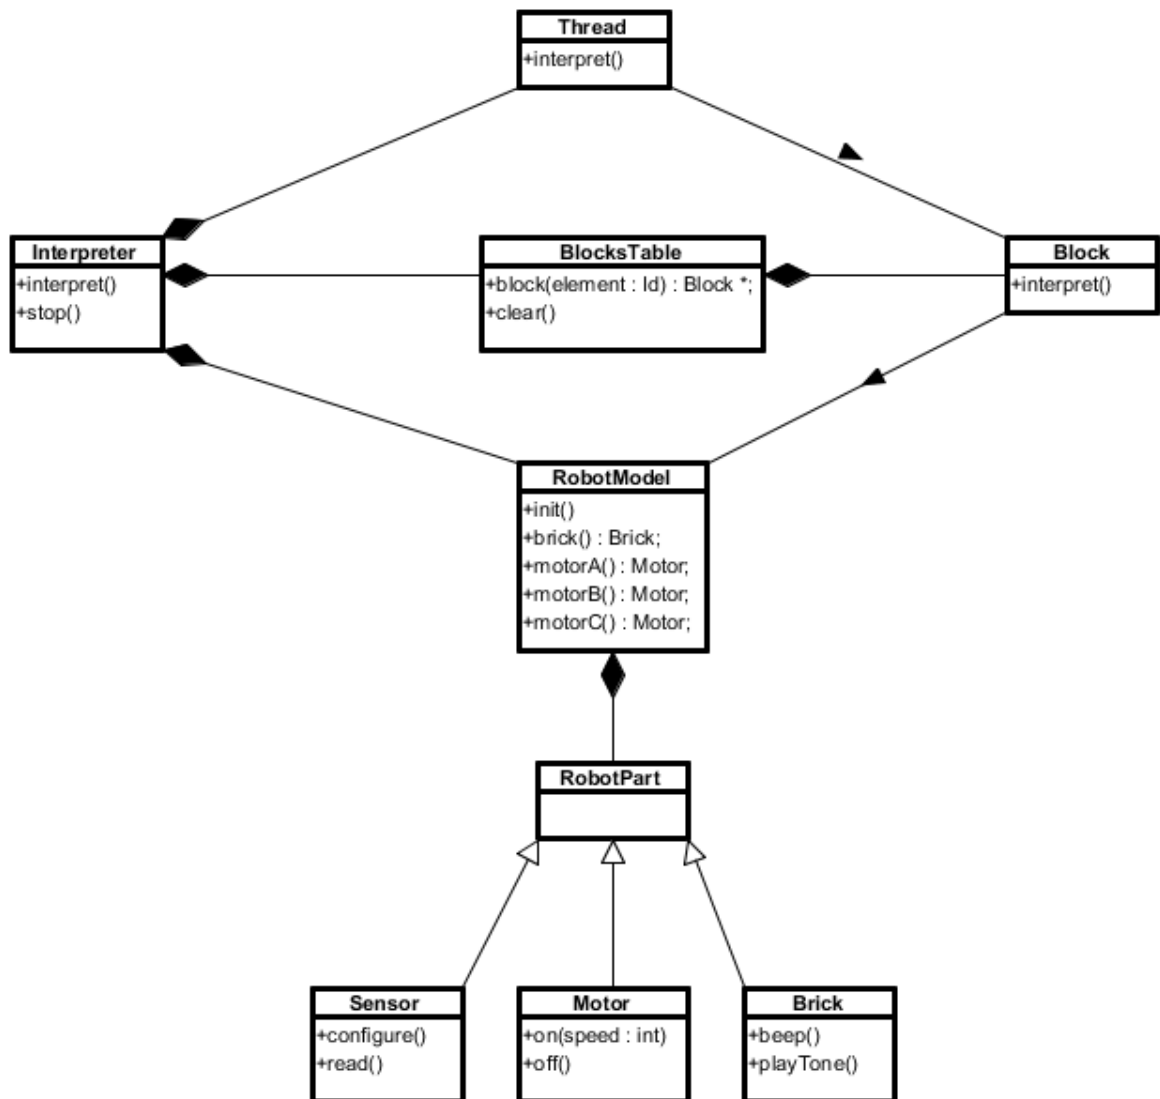 Thread
+interpret()
Interpreter
+interpret()
+stop()
BlocksTable
+block(element : Id) : Block *;
+clear()
Block
+interpret()
RobotModel
+init()
+brick() : Brick;
+motorA() : Motor;
+motorB() : Motor;
+motorC() : Motor;
RobotPart
Sensor
+configure()
+read()
Motor
+on(speed : int)
+off()
Brick
+beep()
+playTone()